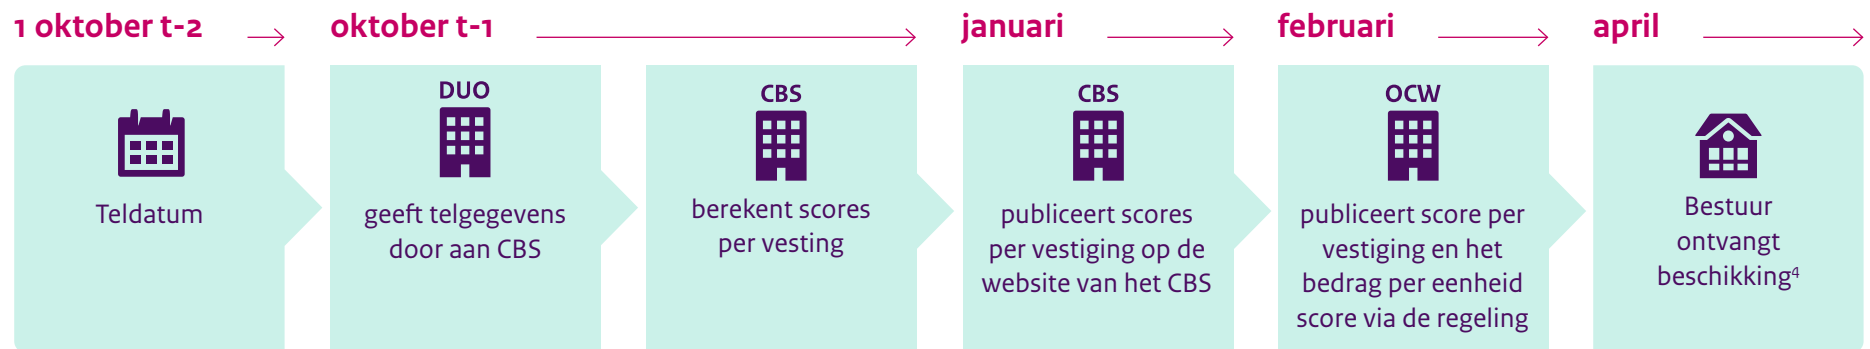 1 oktober t-2
oktober t-1
januari
februari
april
Teldatum
DUO
geeft telgegevens
door aan CBS
CBS
berekent scores
per vesting
CBS
publiceert scores
per vestiging op de
website van het CBS
OCW
publiceert score per
vestiging en het
bedrag per eenheid
score via de regeling
Bestuur
ontvangt
beschikking⁴